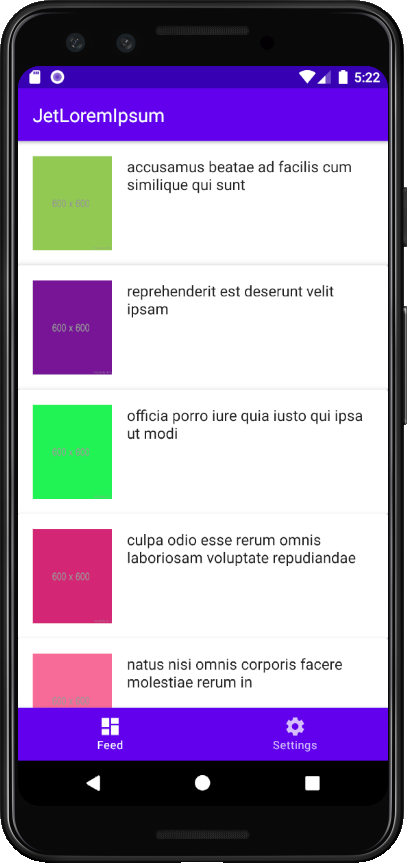 5:22
JetLoremIpsum
600 x 600
accusamus beatae ad facilis cum
similique qui sunt
600 x 600
reprehenderit est deserunt velit
ipsam
600 x 600
officia porro iure quia iusto qui ipsa
ut modi
600 x 600
culpa odio esse rerum omnis
laboriosam voluptate repudiandae
natus nisi omnis corporis facere
molestiae rerum in
Feed
Settings